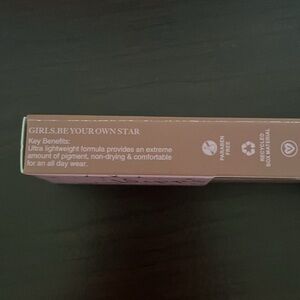 GIRLS.BE YOUR OWN STAR
Key Benefits:
Ultra lightweight formula provides an extreme
amount of pigment, non-drying & comfortable
for an all day wear.
PARABEN
FREE
RECYCLED
BOX MATERIAL